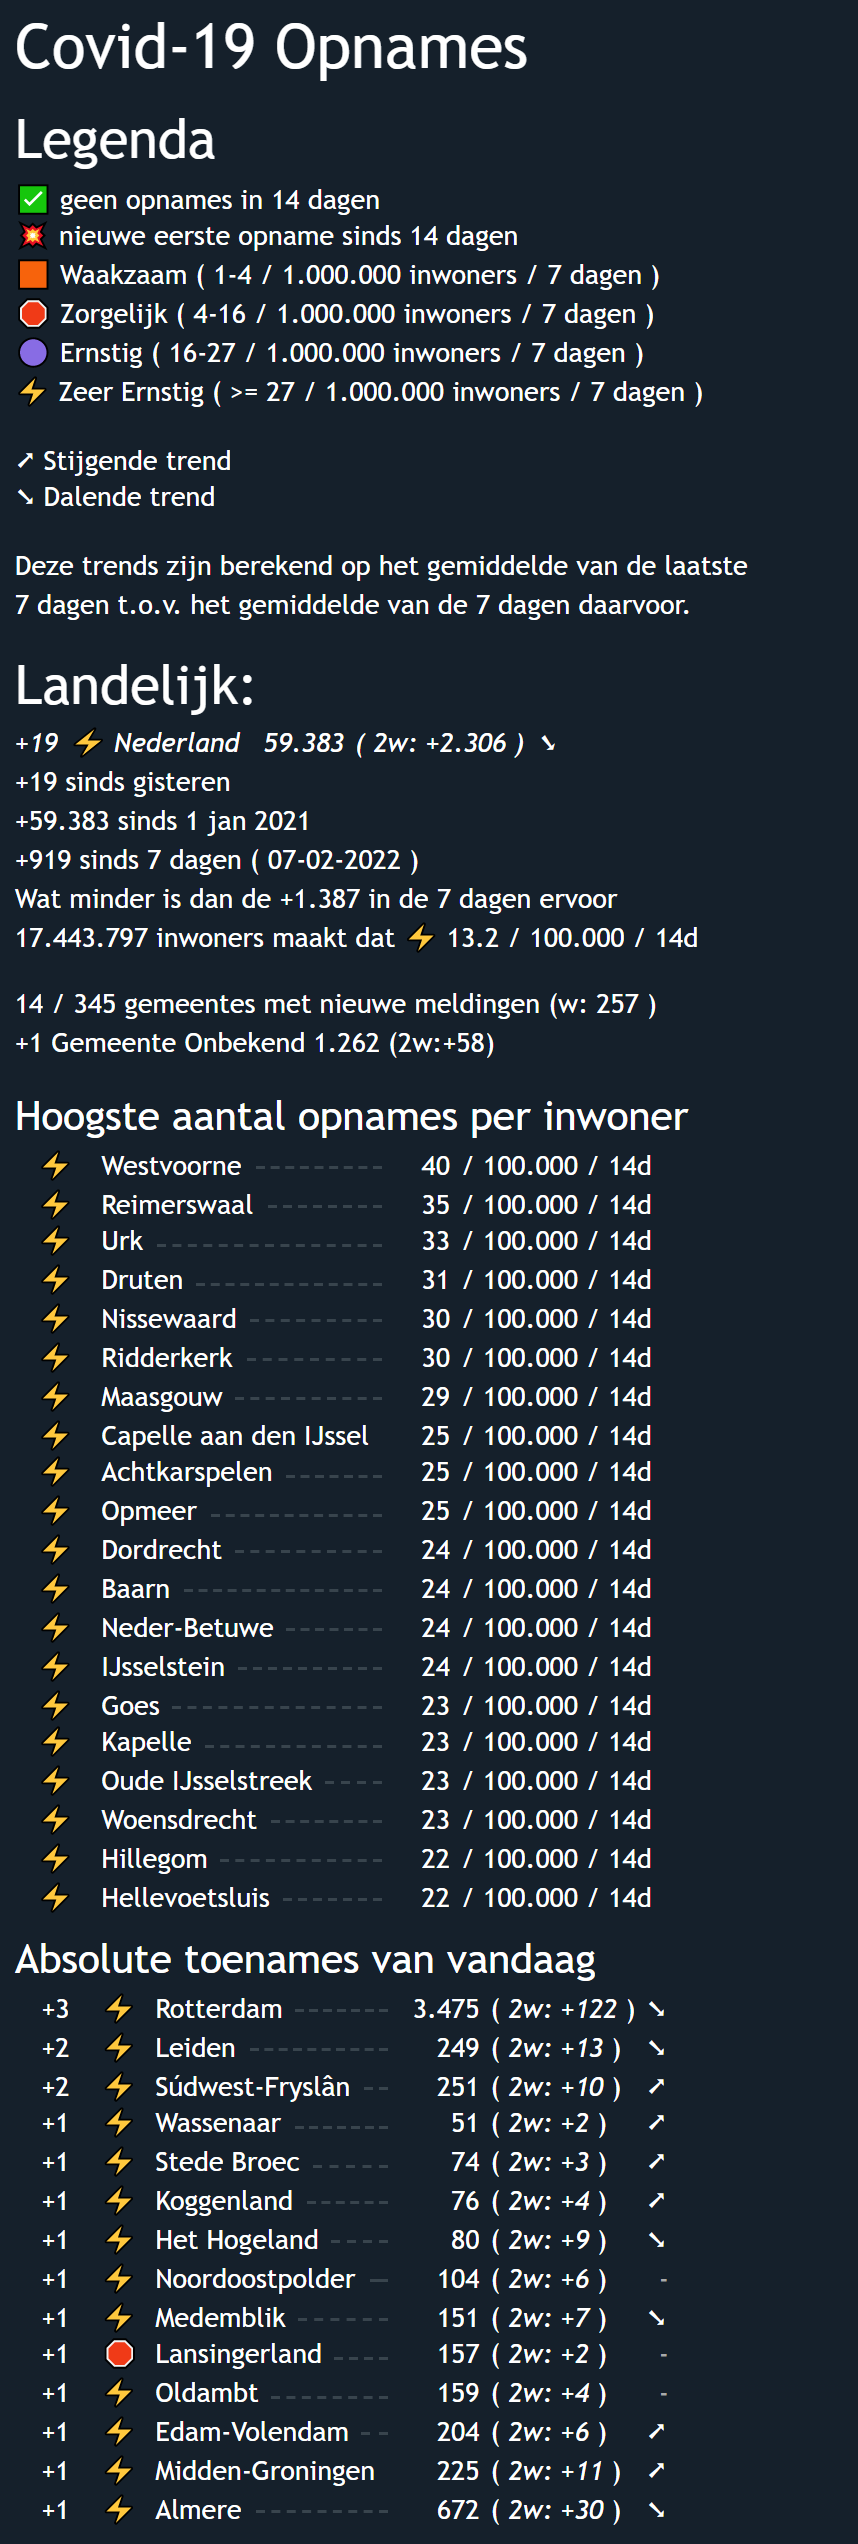 Covid-19 Opnames
Legenda
✅ geen opnames in 14 dagen
💥 nieuwe eerste opname sinds 14 dagen
🟧 Waakzaam ( 1-4 / 1.000.000 inwoners / 7 dagen )
🛑 Zorgelijk ( 4-16 / 1.000.000 inwoners / 7 dagen )
🟣 Ernstig ( 16-27 / 1.000.000 inwoners / 7 dagen )
⚡ Zeer Ernstig ( >= 27 / 1.000.000 inwoners / 7 dagen )
➚ Stijgende trend
➘ Dalende trend
Deze trends zijn berekend op het gemiddelde van de laatste
7 dagen t.o.v. het gemiddelde van de 7 dagen daarvoor.
Landelijk:
+19 ⚡ Nederland 59.383 ( 2w: +2.306 ) ➘
+19 sinds gisteren
+59.383 sinds 1 jan 2021
+919 sinds 7 dagen ( 07-02-2022 )
Wat minder is dan de +1.387 in de 7 dagen ervoor
17.443.797 inwoners maakt dat ⚡ 13.2 / 100.000 / 14d
14 / 345 gemeentes met nieuwe meldingen (w: 257 )
+1 Gemeente Onbekend 1.262 (2w:+58)
Hoogste aantal opnames per inwoner
⚡ Westvoorne --------- 40 / 100.000 / 14d
⚡ Reimerswaal -------- 35 / 100.000 / 14d
⚡ Urk ---------------- 33 / 100.000 / 14d
⚡ Druten ------------- 31 / 100.000 / 14d
⚡ Nissewaard --------- 30 / 100.000 / 14d
⚡ Ridderkerk --------- 30 / 100.000 / 14d
⚡ Maasgouw ----------- 29 / 100.000 / 14d
⚡ Capelle aan den IJssel 25 / 100.000 / 14d
⚡ Achtkarspelen ------- 25 / 100.000 / 14d
⚡ Opmeer ------------ 25 / 100.000 / 14d
⚡ Dordrecht ---------- 24 / 100.000 / 14d
⚡ Baarn -------------- 24 / 100.000 / 14d
⚡ Neder-Betuwe ------- 24 / 100.000 / 14d
⚡ IJsselstein ---------- 24 / 100.000 / 14d
⚡ Goes --------------- 23 / 100.000 / 14d
⚡ Kapelle ------------- 23 / 100.000 / 14d
⚡ Oude IJsselstreek ---- 23 / 100.000 / 14d
⚡ Woensdrecht -------- 23 / 100.000 / 14d
⚡ Hillegom ----------- 22 / 100.000 / 14d
⚡ Hellevoetsluis ------- 22 / 100.000 / 14d
Absolute toenames van vandaag
+3 ⚡ Rotterdam ------- 3.475 ( 2w: +122 ) ➘
+2 ⚡ Leiden ---------- 249 ( 2w: +13 ) ➘
+2 ⚡ Súdwest-Fryslân -- 251 ( 2w: +10 ) ➚
+1 ⚡ Wassenaar ------- 51 ( 2w: +2 ) ➚
+1 ⚡ Stede Broec ----- 74 ( 2w: +3 ) ➚
+1 ⚡ Koggenland ------ 76 ( 2w: +4 ) ➚
+1 ⚡ Het Hogeland ---- 80 ( 2w: +9 ) ➘
+1 ⚡ Noordoostpolder — 104 ( 2w: +6 ) -
+1 ⚡ Medemblik ------ 151 ( 2w: +7 ) ➘
+1 🛑 Lansingerland ---- 157 ( 2w: +2 ) -
+1 ⚡ Oldambt -------- 159 ( 2w: +4 ) -
+1 ⚡ Edam-Volendam -- 204 ( 2w: +6 ) ➚
+1 ⚡ Midden-Groningen 225 ( 2w: +11 ) ➚
+1 ⚡ Almere ---------- 672 ( 2w: +30 ) ➘